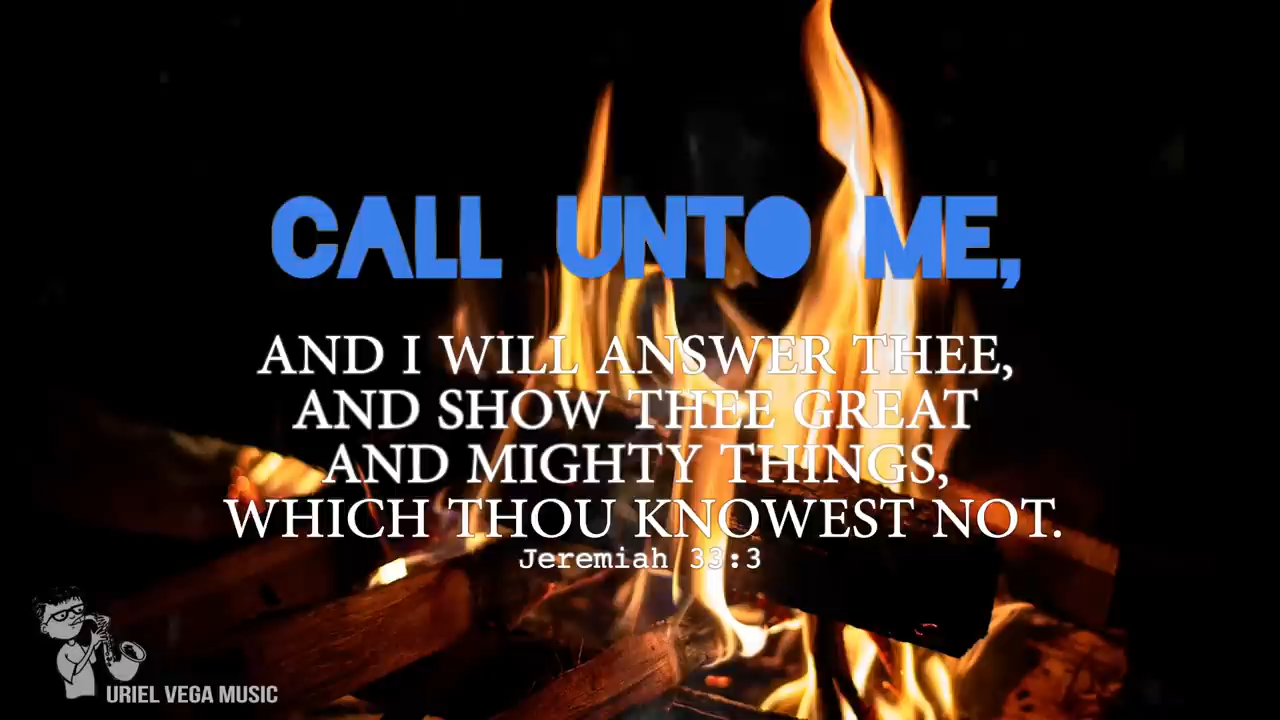 CALL UNTO ME,
AND I WILL ANSWER THEE,
AND SHOW THEE GREAT
AND MIGHTY THINGS,
WHICH THOU KNOWEST NOT.
Jeremiah 33:3
URIEL VEGA MUSIC